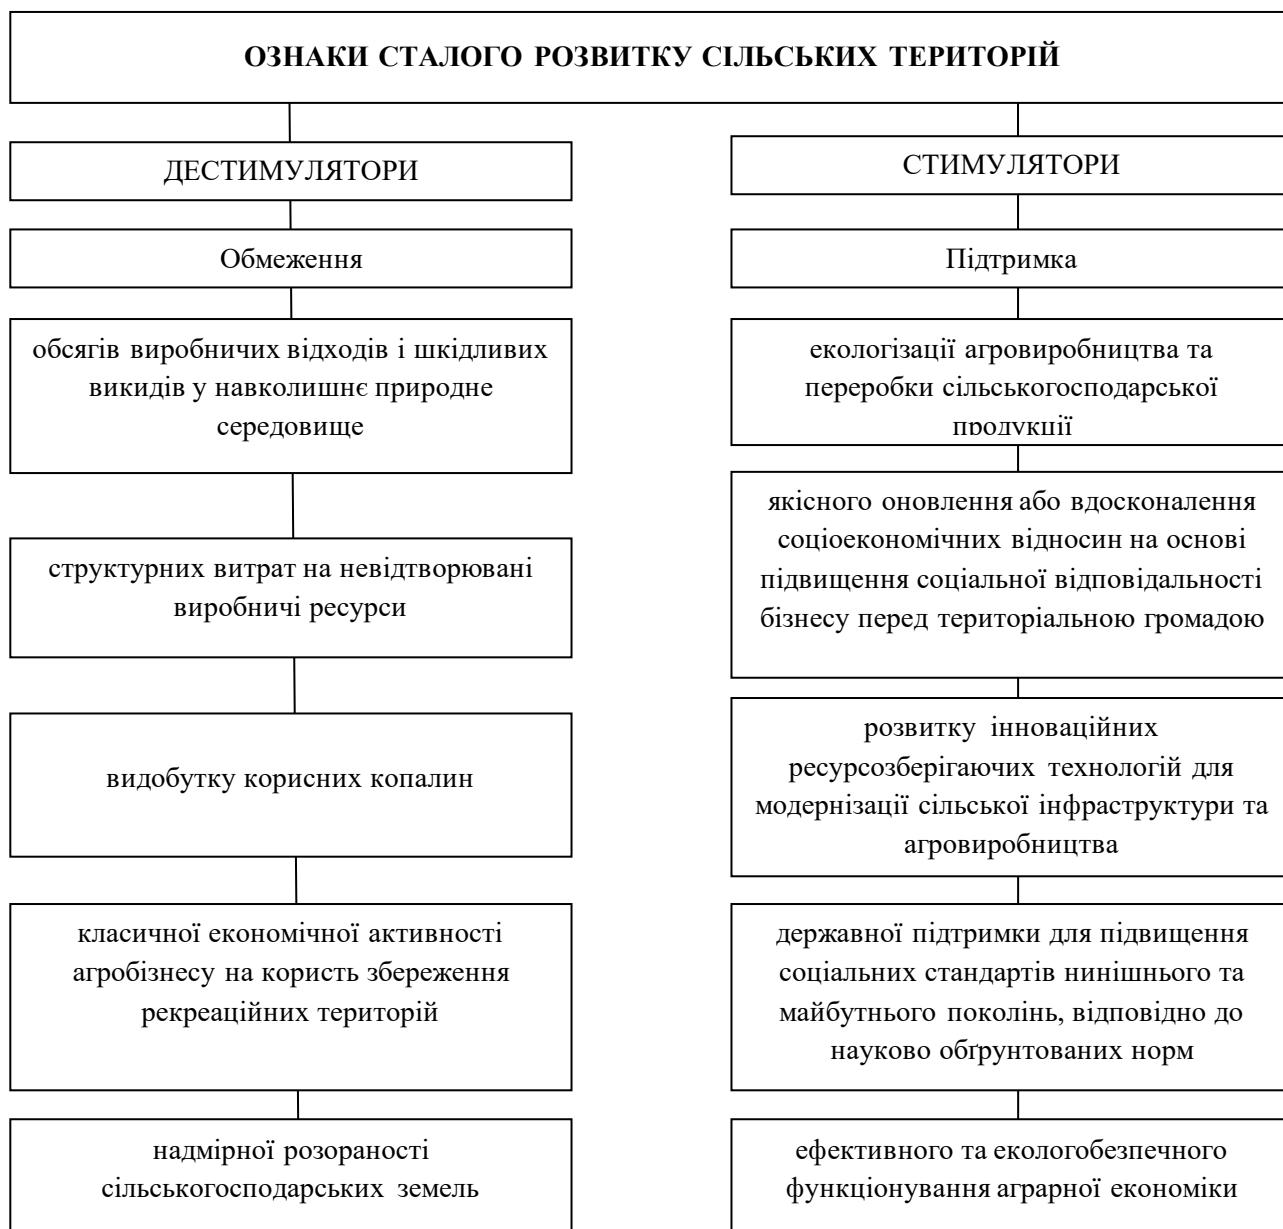 ОЗНАКИ СТАЛОГО РОЗВИТКУ СІЛЬСЬКИХ ТЕРИТОРІЙ
ДЕСТИМУЛЯТОРИ
Обмеження
обсягів виробничих відходів і шкідливих
викидів у навколишнє природне
середовище
структурних витрат на невідтворювані
виробничі ресурси
видобутку корисних копалин
класичної економічної активності
агробізнесу на користь збереження
рекреаційних територій
надмірної розораності
сільськогосподарських земель
СТИМУЛЯТОРИ
Підтримка
екологізації агровиробництва та
переробки сільськогосподарської
продукції
якісного оновлення або вдосконалення
соціоекономічних відносин на основі
підвищення соціальної відповідальності
бізнесу перед територіальною громадою
розвитку інноваційних
ресурсозберігаючих технологій для
модернізації сільської інфраструктури та
агровиробництва
державної підтримки для підвищення
соціальних стандартів нинішнього та
майбутнього поколінь, відповідно до
науково обґрунтованих норм
ефективного та екологобезпечного
функціонування аграрної економіки